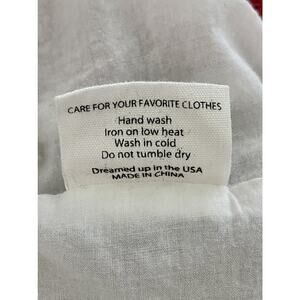 CARE FOR YOUR FAVORITE CLOTHES
Hand wash
Iron on low heat
Wash in cold
Do not tumble dry
Dreamed up in the USA
MADE IN CHINA